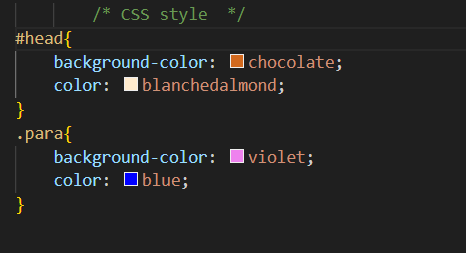 /* CSS style  */
#head{
background-color: chocolate;
color: blanchedalmond;
}
.para{
background-color: violet;
color: blue;
}